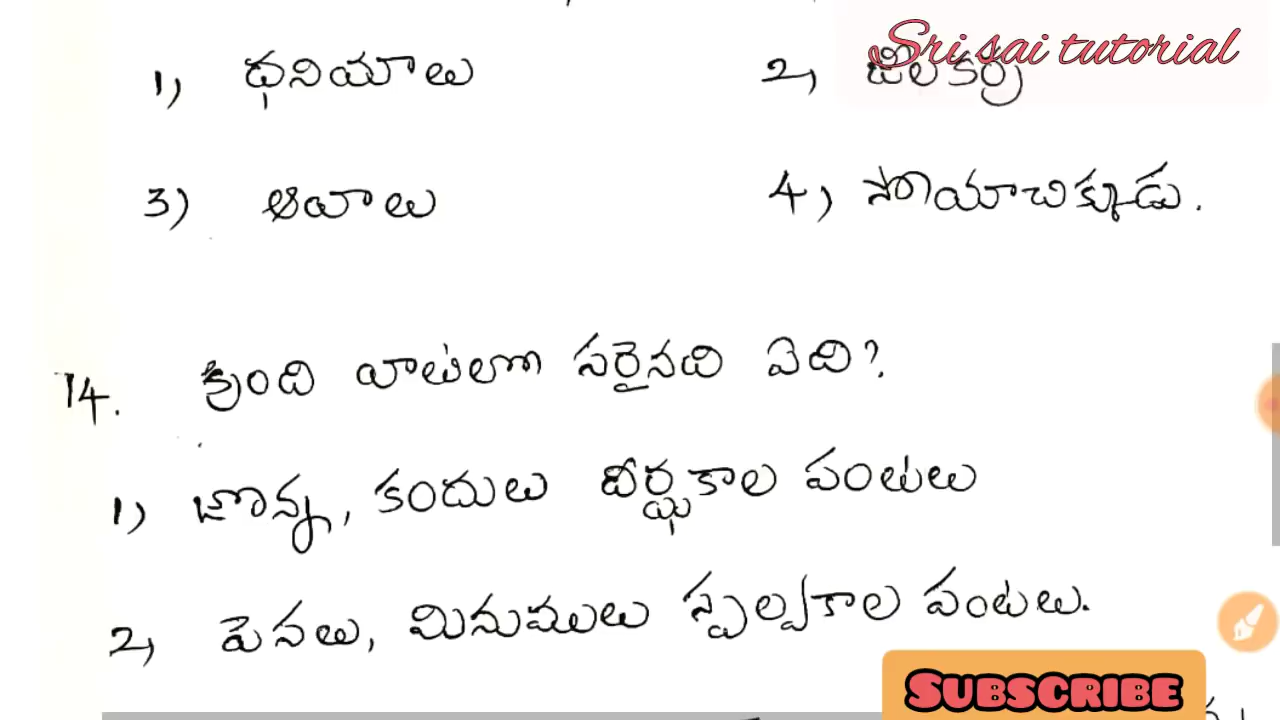 Sri sai tutorial
1) ధనియాలు 2) జీలకర్ర
3) ఆవాలు 4) సోయాచిక్కుడు.
14. క్రింది వాటిలో సరైనది ఏది?
1) జొన్న, కందులు దీర్ఘకాల పంటలు
2) పెసలు, మినుములు స్వల్పకాల పంటలు.
SUBSCRIBE